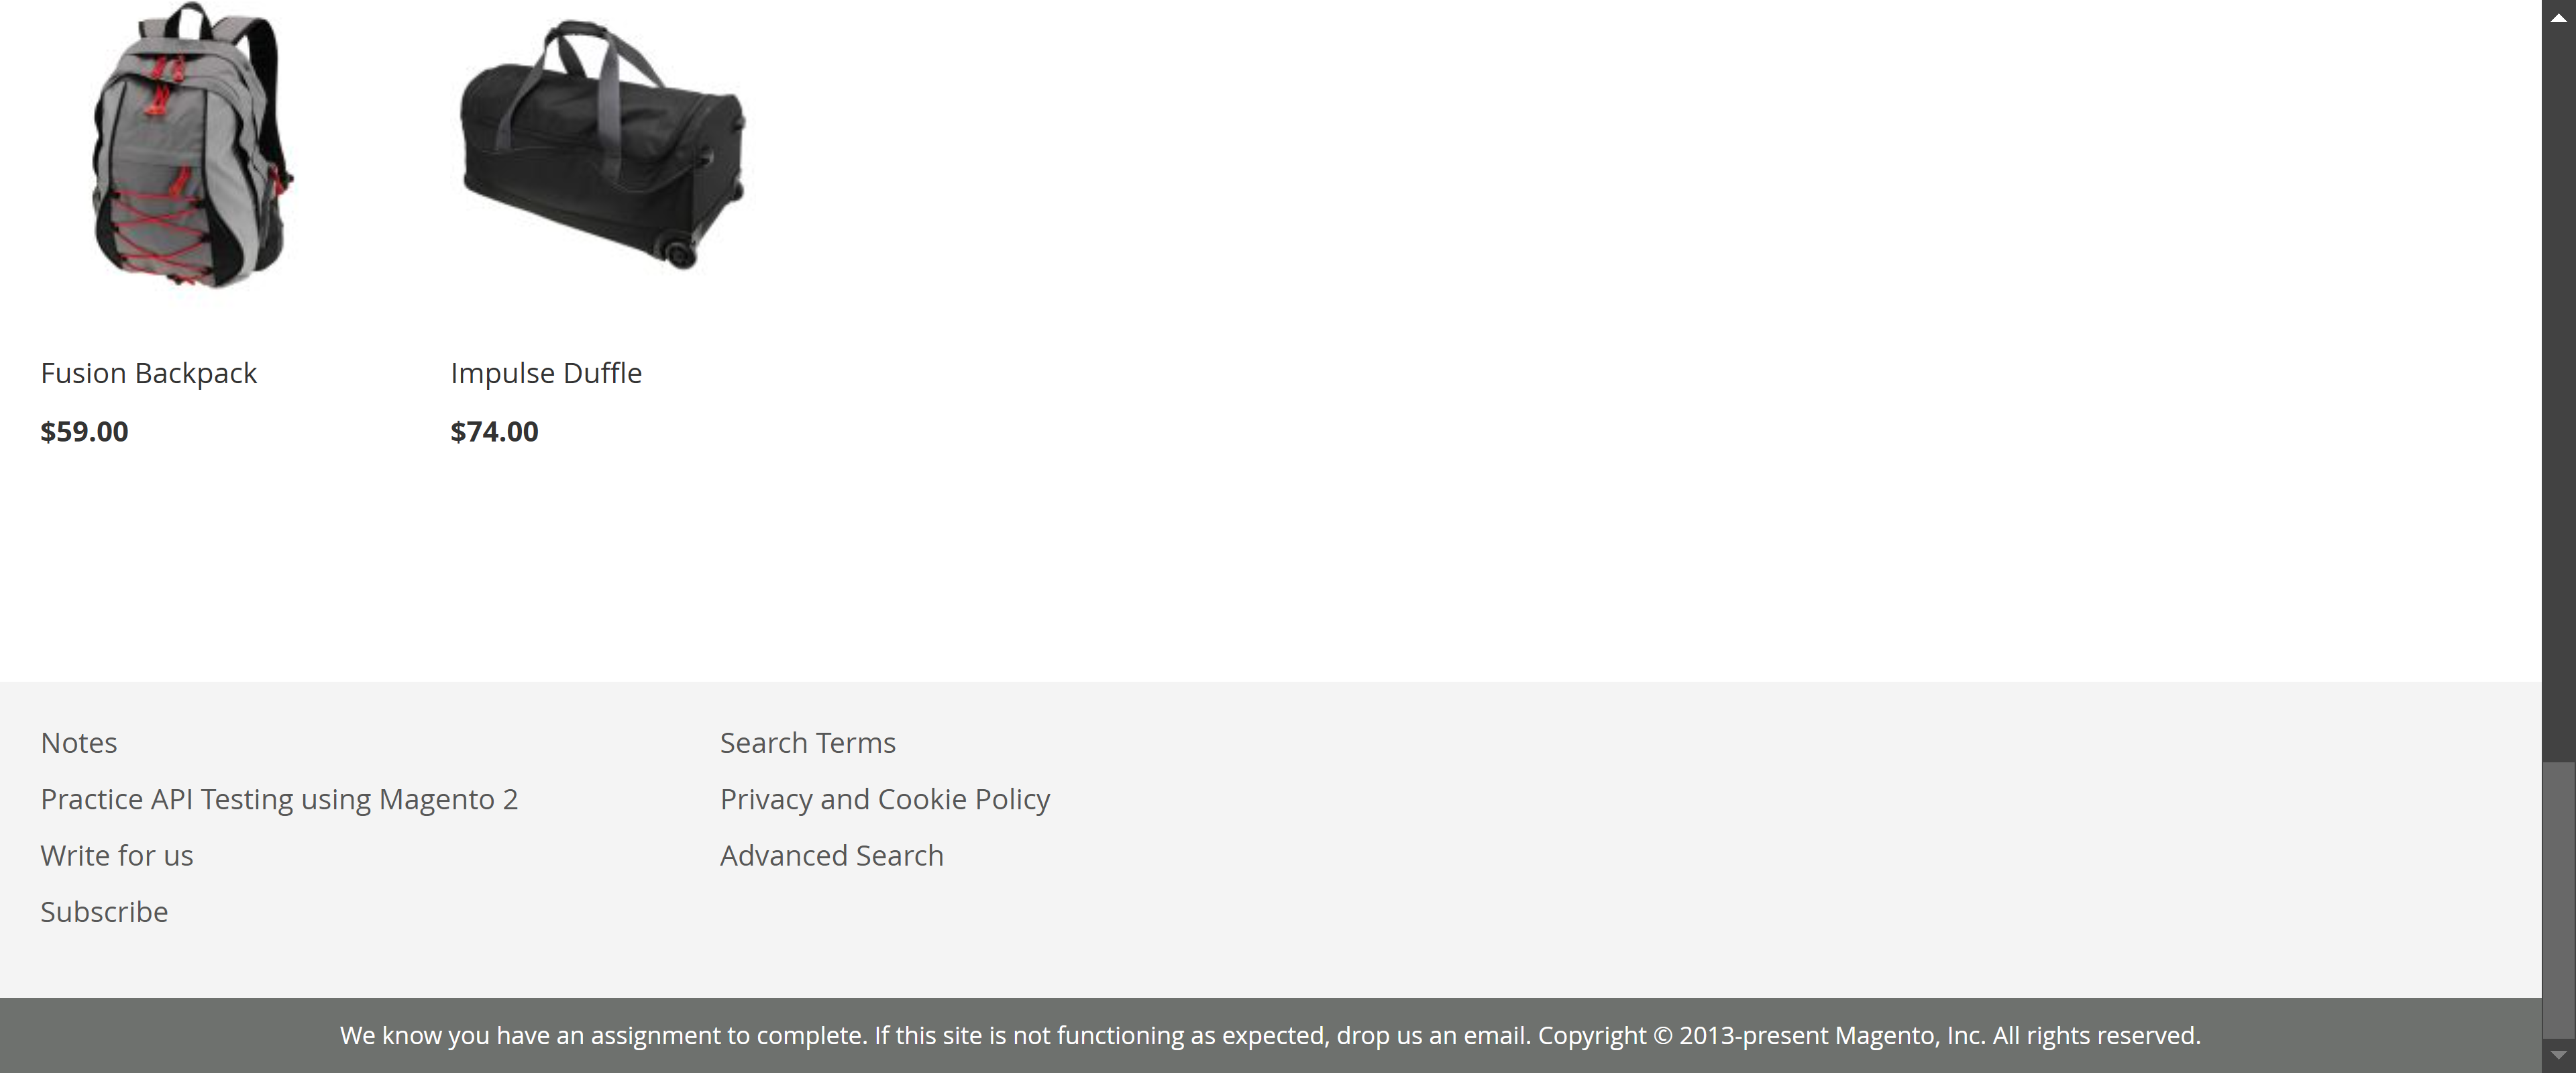 Fusion Backpack
$59.00
Impulse Duffle
$74.00
Notes
Practice API Testing using Magento 2
Write for us
Subscribe
Search Terms
Privacy and Cookie Policy
Advanced Search
We know you have an assignment to complete. If this site is not functioning as expected, drop us an email. Copyright © 2013-present Magento, Inc. All rights reserved.